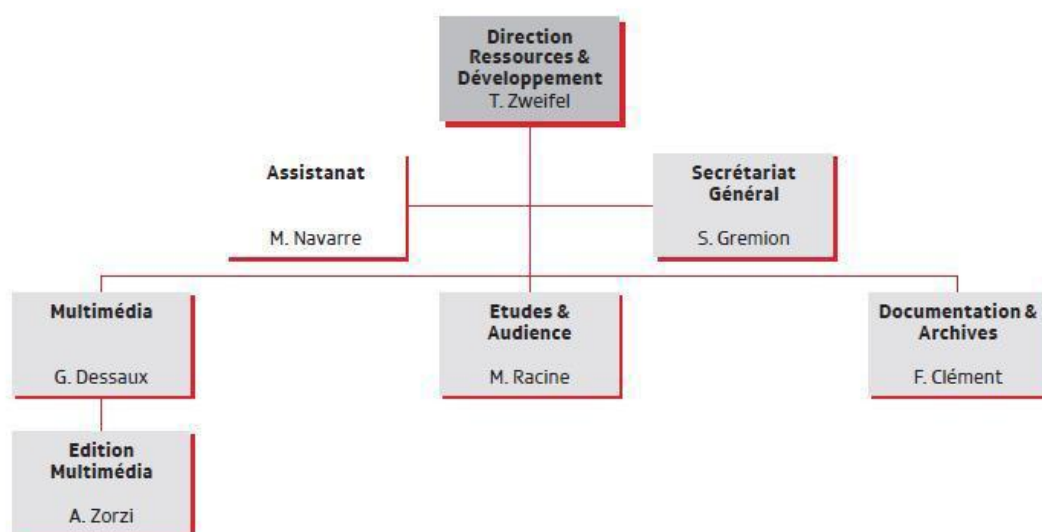 Direction
Ressources &
Développement
T. Zweifel
Assistanat
M. Navarre
Secrétariat
Général
S. Gremion
Multimédia
G. Dessaux
Etudes &
Audience
M. Racine
Documentation &
Archives
F. Clément
Edition
Multimédia
A. Zorzi